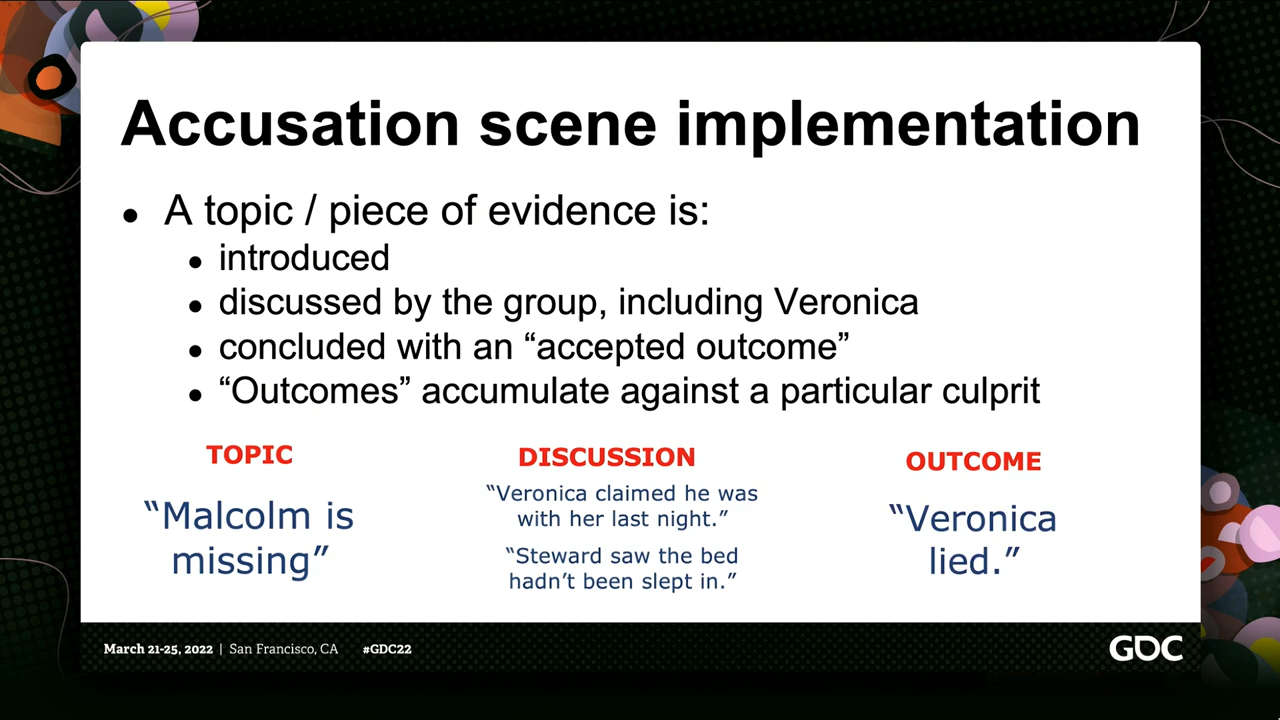 Accusation scene implementation
● A topic / piece of evidence is:
● introduced
● discussed by the group, including Veronica
● concluded with an “accepted outcome”
● “Outcomes” accumulate against a particular culprit
TOPIC
“Malcolm is
missing”
DISCUSSION
“Veronica claimed he was
with her last night.”
“Steward saw the bed
hadn’t been slept in.”
OUTCOME
“Veronica
lied.”
March 21-25, 2022 | San Francisco, CA #GDC22
GDC